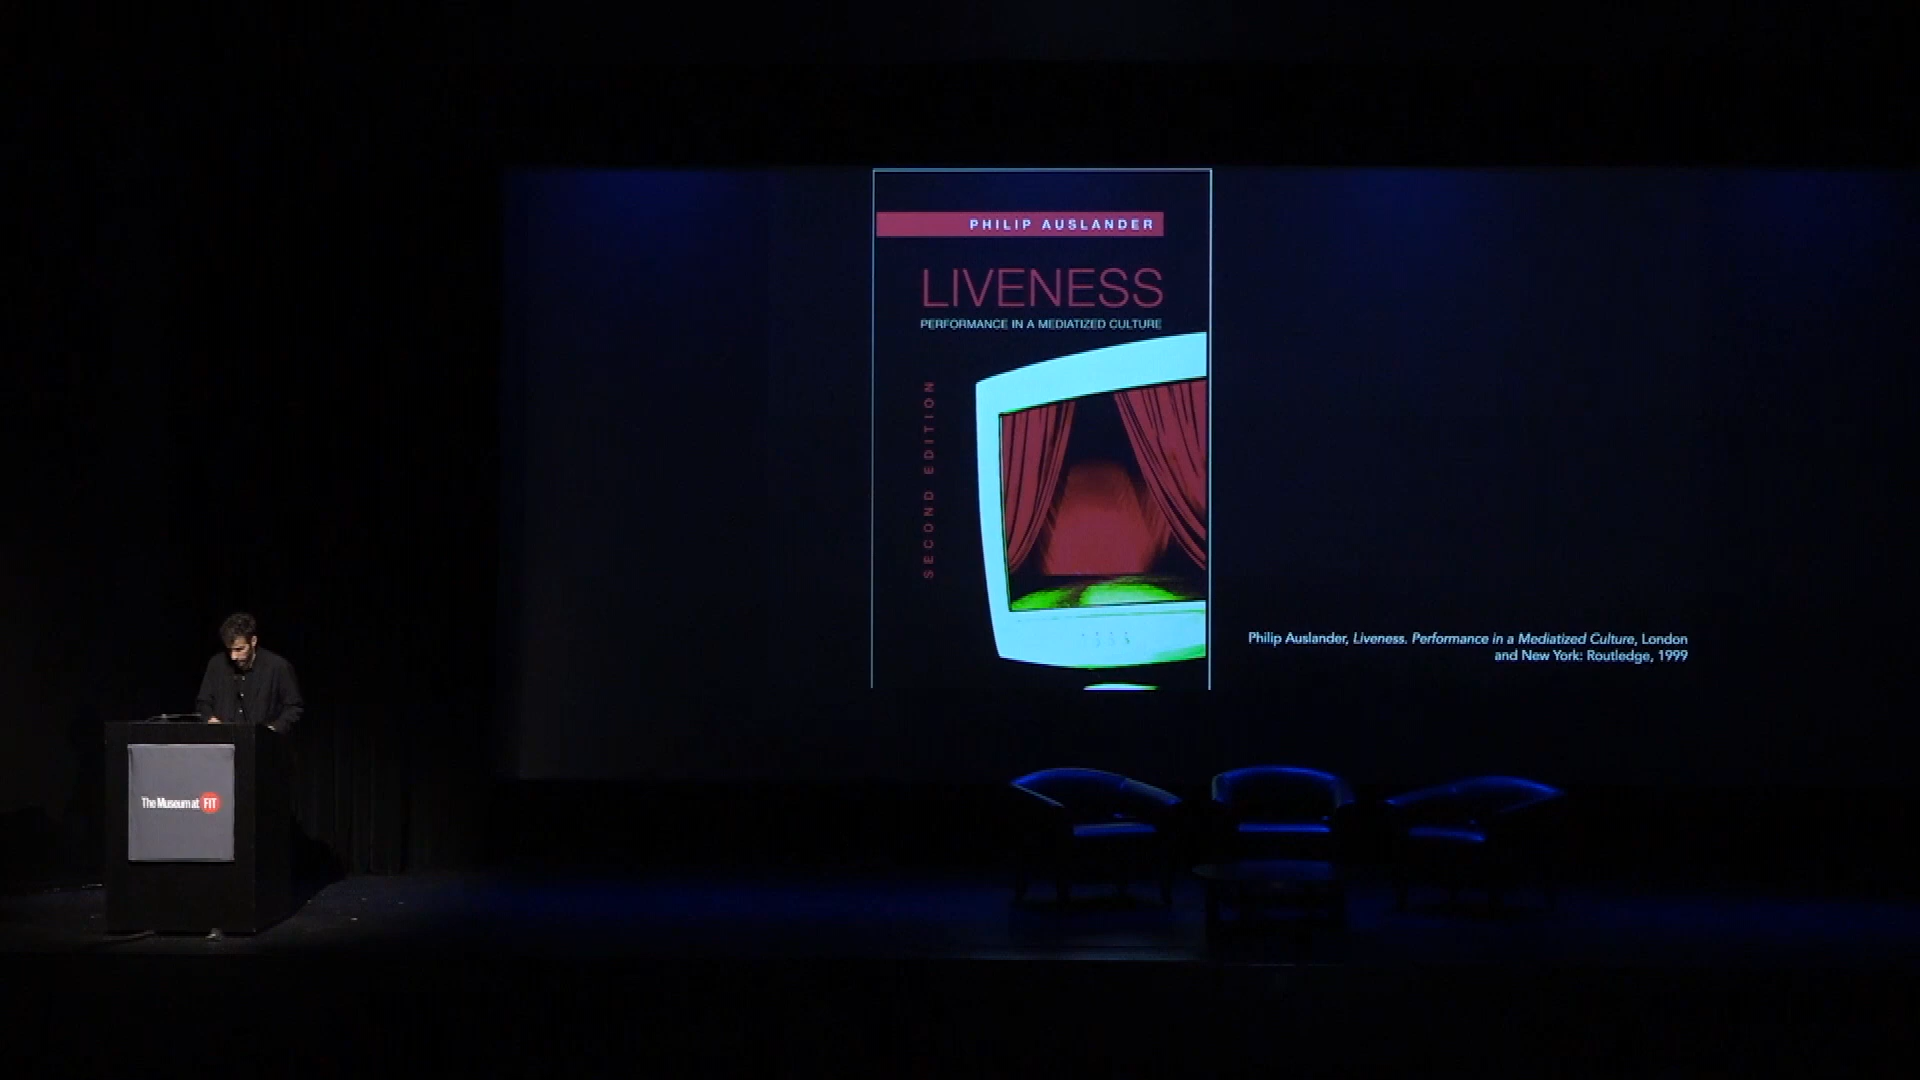 PHILIP AUSLANDER
LIVENESS
PERFORMANCE IN A MEDIATIZED CULTURE
SECOND EDITION
Philip Auslander, Liveness. Performance in a Mediatized Culture, London
and New York: Routledge, 1999
The Museum at FIT